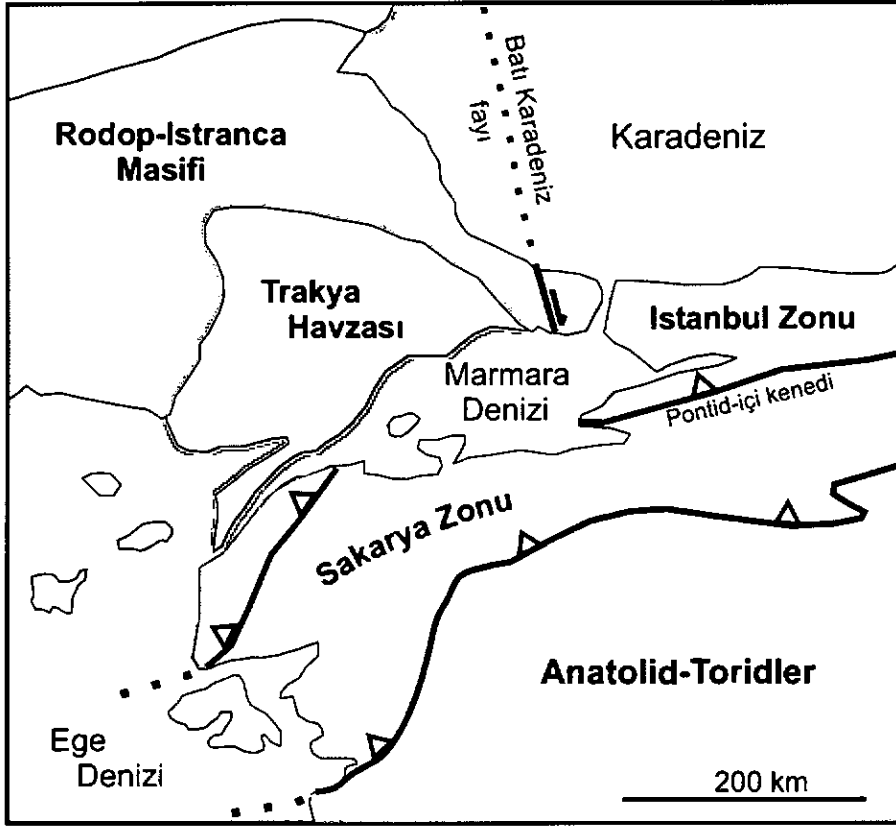 Batı Karadeniz
fayı
Karadeniz
Rodop-Istranca
Masifi
Trakya
Havzası
Istanbul Zonu
Marmara
Denizi
Pontid-içi kenedi
Sakarya Zonu
Anatolid-Toridler
Ege
Denizi
200 km